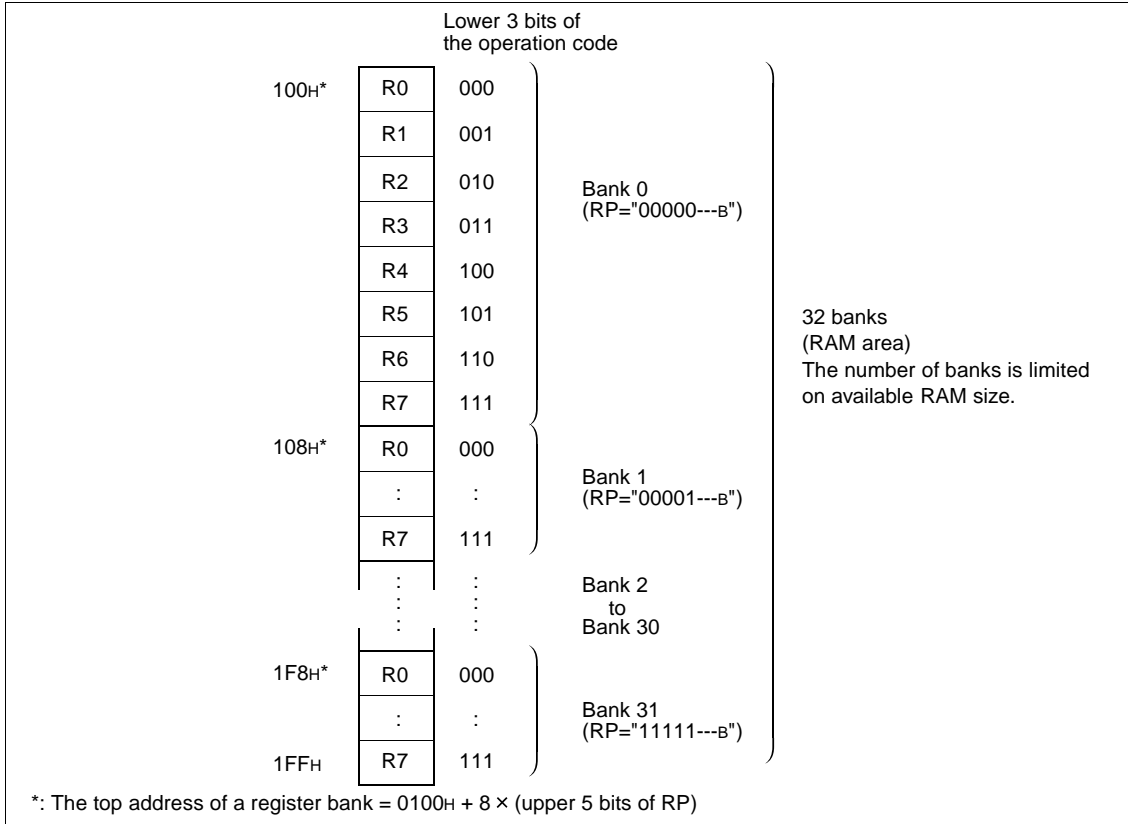 Lower 3 bits of
the operation code
100H* R0 000
R1 001
R2 010
R3 011
R4 100
R5 101
R6 110
R7 111
Bank 0
(RP="00000---B")
32 banks
(RAM area)
The number of banks is limited
on available RAM size.
108H* R0 000
: :
R7 111
Bank 1
(RP="00001---B")
: :
: :
: :
: :
Bank 2
to
Bank 30
1F8H* R0 000
: :
1FFH R7 111
Bank 31
(RP="11111---B")
*: The top address of a register bank = 0100H + 8 × (upper 5 bits of RP)